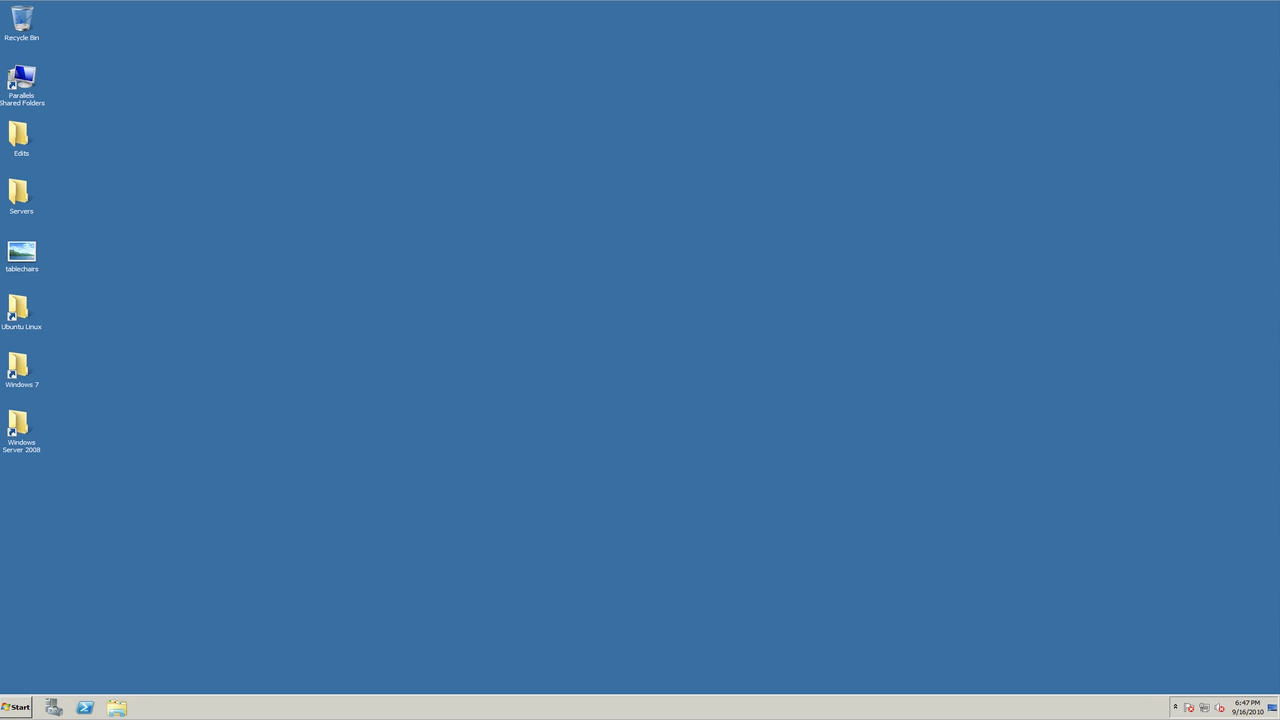 Recycle Bin
Parallels
Shared Folders
Edits
Servers
tablechairs
Ubuntu Linux
Windows 7
Windows
Server 2008
Start
6:47 PM
9/16/2010